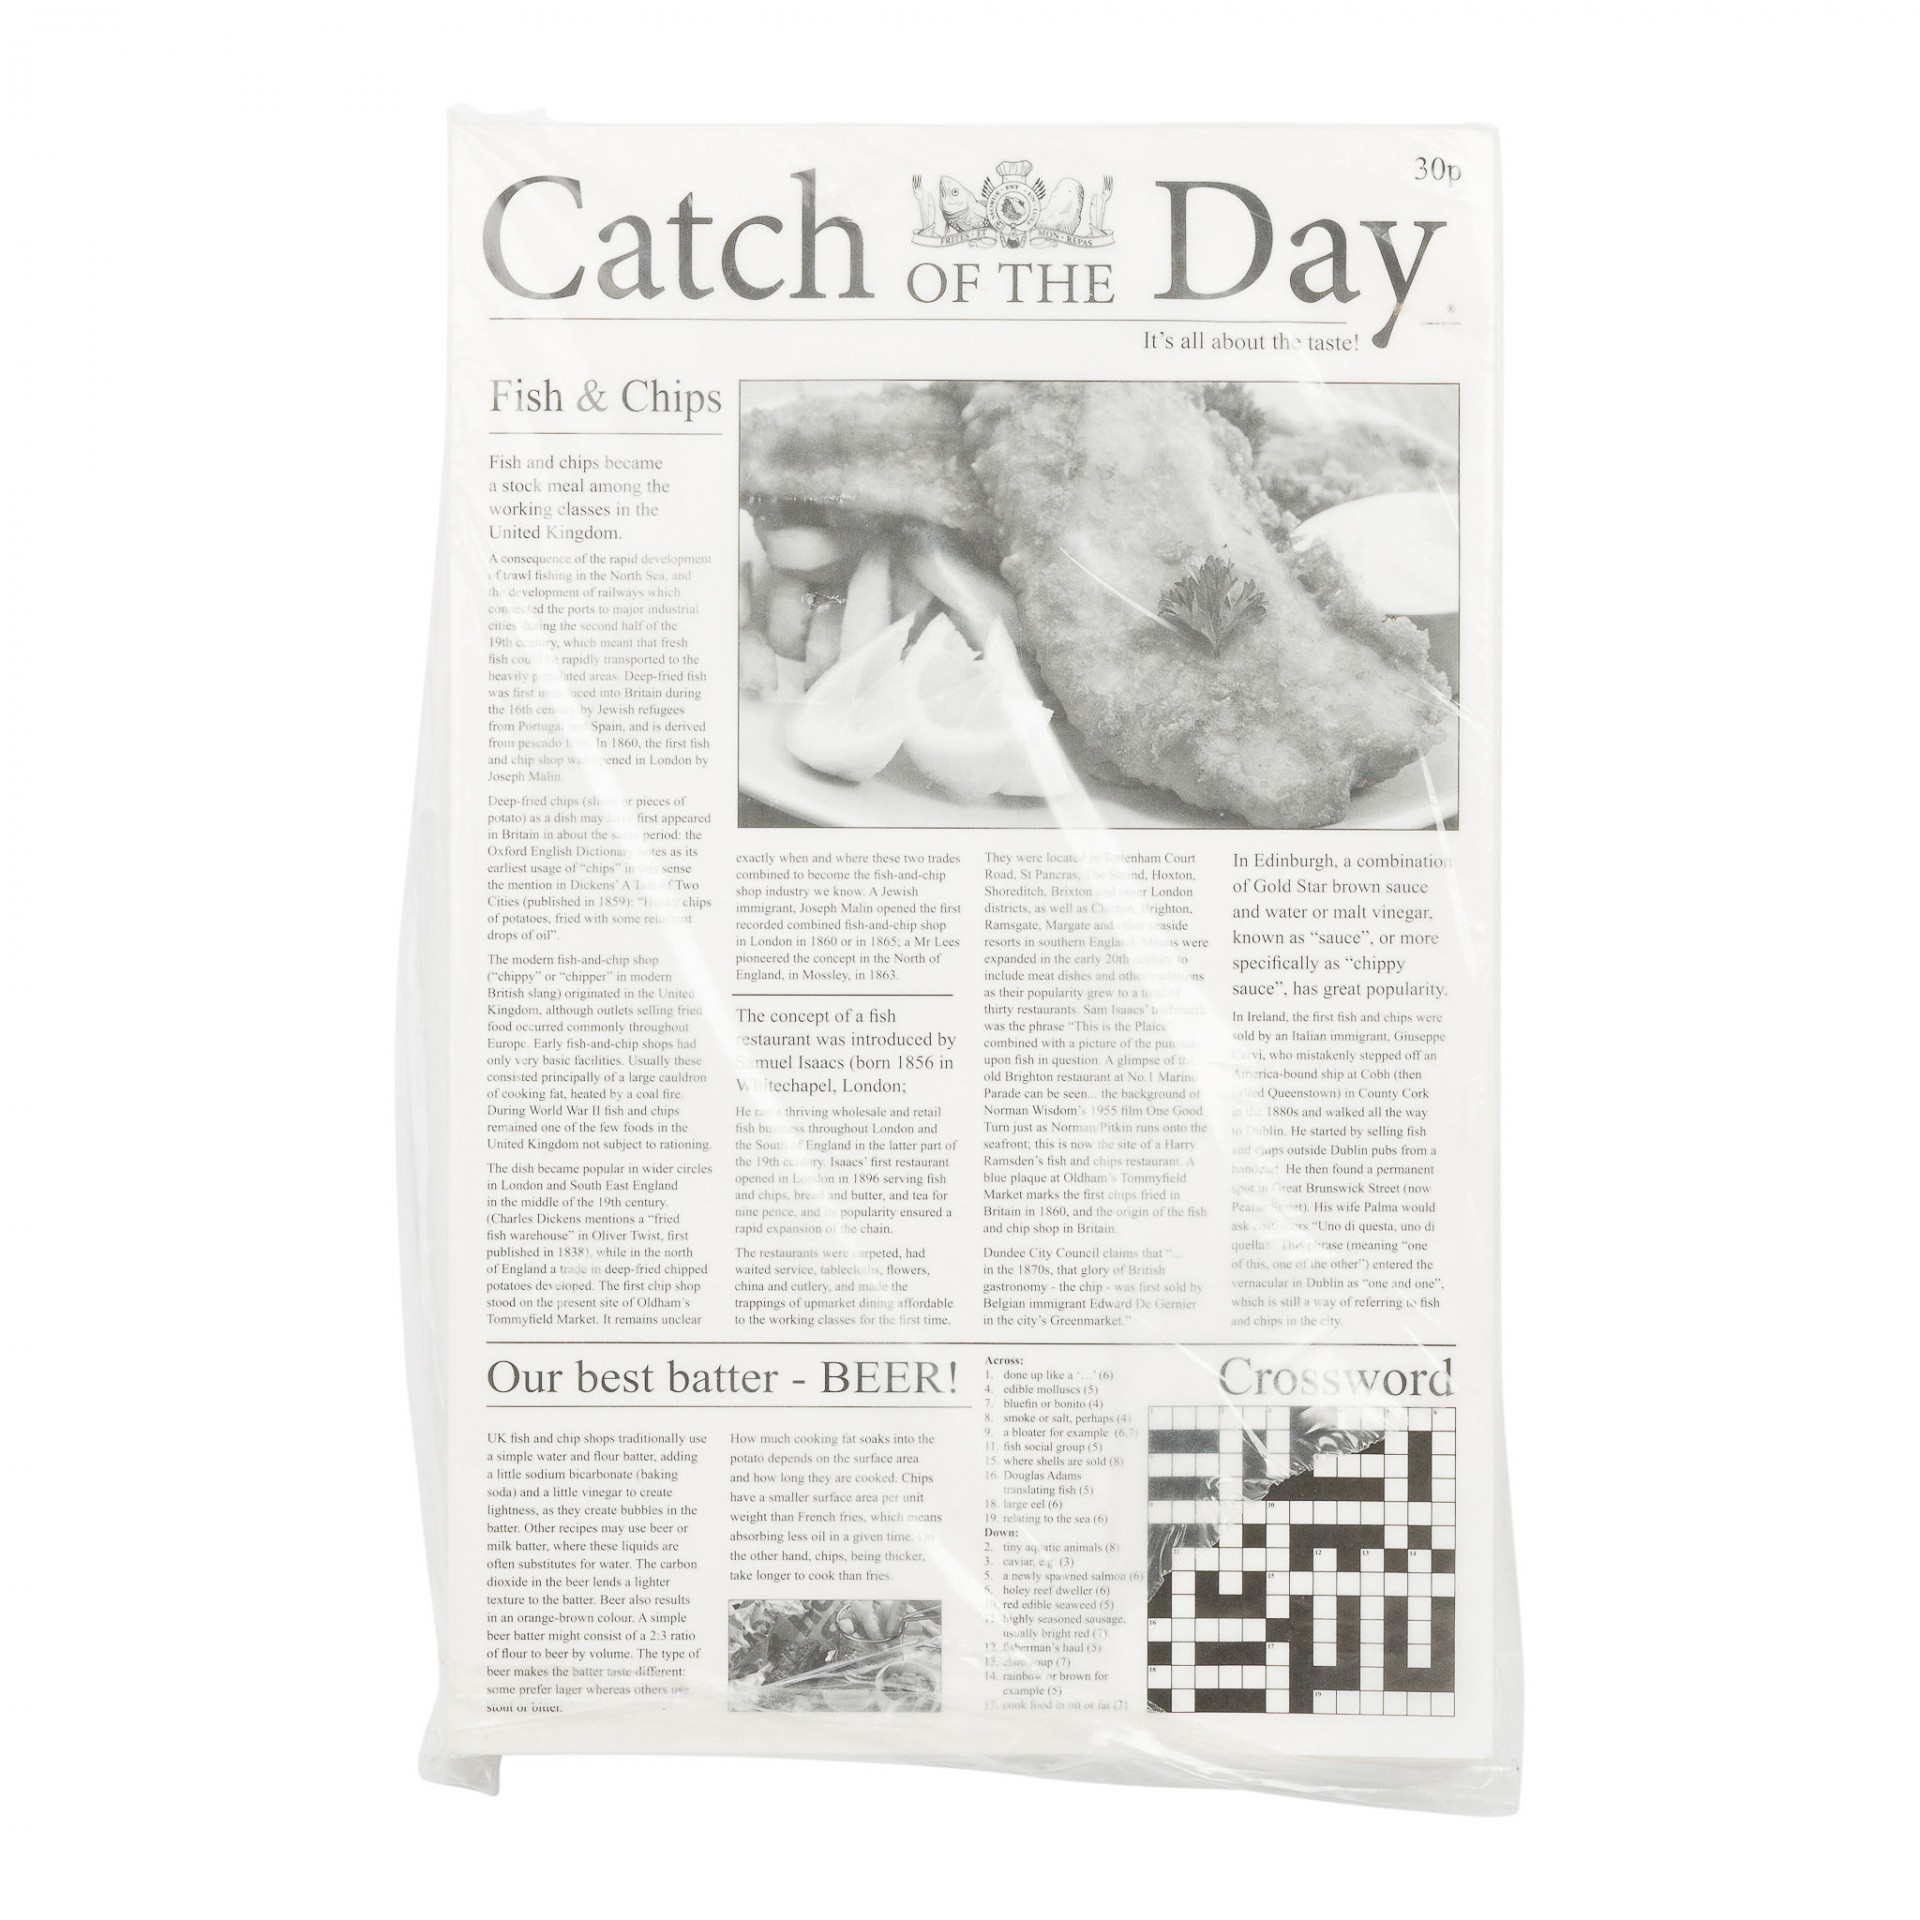 30p
Catch OF THE Day
FRITES · ET MON · REPAS
It's all about the taste!
Fish & Chips
Fish and chips became
a stock meal among the
working classes in the
United Kingdom.
A consequence of the rapid development
of trawl fishing in the North Sea, and
the development of railways which
connected the ports to major industrial
cities during the second half of the
19th century, which meant that fresh
fish could be rapidly transported to the
heavily populated areas. Deep-fried fish
was first introduced into Britain during
the 16th century by Jewish refugees
from Portugal and Spain, and is derived
from pescado In 1860, the first fish
and chip shop was opened in London by
Joseph Malin.
Deep-fried chips (slices or pieces of
potato) as a dish may have first appeared
in Britain in about the same period: the
Oxford English Dictionary notes as its
earliest usage of "chips" in this sense
the mention in Dickens' A Tale of Two
Cities (published in 1859): "Husky chips
of potatoes, fried with some reluctant
drops of oil".
The modern fish-and-chip shop
("chippy" or "chipper" in modern
British slang) originated in the United
Kingdom, although outlets selling fried
food occurred commonly throughout
Europe. Early fish-and-chip shops had
only very basic facilities. Usually these
consisted principally of a large cauldron
of cooking fat, heated by a coal fire.
During World War II fish and chips
remained one of the few foods in the
United Kingdom not subject to rationing.
The dish became popular in wider circles
in London and South East England
in the middle of the 19th century.
(Charles Dickens mentions a "fried
fish warehouse" in Oliver Twist, first
published in 1838), while in the north
of England a trade in deep-fried chipped
potatoes developed. The first chip shop
stood on the present site of Oldham's
Tommyfield Market. It remains unclear
exactly when and where these two trades
combined to become the fish-and-chip
shop industry we know. A Jewish
immigrant, Joseph Malin opened the first
recorded combined fish-and-chip shop
in London in 1860 or in 1865; a Mr Lees
pioneered the concept in the North of
England, in Mossley, in 1863.
The concept of a fish
restaurant was introduced by
Samuel Isaacs (born 1856 in
Whitechapel, London;
He ran a thriving wholesale and retail
fish business throughout London and
the South of England in the latter part of
the 19th century. Isaacs' first restaurant
opened in London in 1896 serving fish
and chips, bread and butter, and tea for
nine pence, and its popularity ensured a
rapid expansion of the chain.
The restaurants were carpeted, had
waited service, tablecloths, flowers,
china and cutlery, and made the
trappings of upmarket dining affordable
to the working classes for the first time.
They were located in Tottenham Court
Road, St Pancras, The Strand, Hoxton,
Shoreditch, Brixton and other London
districts, as well as Clacton, Brighton,
Ramsgate, Margate and other seaside
resorts in southern England. Menus were
expanded in the early 20th century to
include meat dishes and other variations
as their popularity grew to a total of
thirty restaurants. Sam Isaacs' trademark
was the phrase "This is the Plaice"
combined with a picture of the punned-
upon fish in question. A glimpse of the
old Brighton restaurant at No.1 Marine
Parade can be seen... the background of
Norman Wisdom's 1955 film One Good
Turn just as Norman Pitkin runs onto the
seafront; this is now the site of a Harry
Ramsden's fish and chips restaurant. A
blue plaque at Oldham's Tommyfield
Market marks the first chips fried in
Britain in 1860, and the origin of the fish
and chip shop in Britain.
Dundee City Council claims that "...
in the 1870s, that glory of British
gastronomy - the chip - was first sold by
Belgian immigrant Edward De Gernier
in the city's Greenmarket."
In Edinburgh, a combination
of Gold Star brown sauce
and water or malt vinegar,
known as "sauce", or more
specifically as "chippy
sauce", has great popularity.
In Ireland, the first fish and chips were
sold by an Italian immigrant, Giuseppe
Cervi, who mistakenly stepped off an
America-bound ship at Cobh (then
called Queenstown) in County Cork
in the 1880s and walked all the way
to Dublin. He started by selling fish
and chips outside Dublin pubs from a
handcart. He then found a permanent
spot in Great Brunswick Street (now
Pearse Street). His wife Palma would
ask customers "Uno di questa, uno di
quella?" This phrase (meaning "one
of this, one of the other") entered the
vernacular in Dublin as "one and one",
which is still a way of referring to fish
and chips in the city.
Our best batter - BEER!
UK fish and chip shops traditionally use
a simple water and flour batter, adding
a little sodium bicarbonate (baking
soda) and a little vinegar to create
lightness, as they create bubbles in the
batter. Other recipes may use beer or
milk batter, where these liquids are
often substitutes for water. The carbon
dioxide in the beer lends a lighter
texture to the batter. Beer also results
in an orange-brown colour. A simple
beer batter might consist of a 2:3 ratio
of flour to beer by volume. The type of
beer makes the batter taste different:
some prefer lager whereas others use
stout or bitter.
How much cooking fat soaks into the
potato depends on the surface area
and how long they are cooked. Chips
have a smaller surface area per unit
weight than French fries, which means
absorbing less oil in a given time. On
the other hand, chips, being thicker,
take longer to cook than fries.
Across:
1. done up like a '...' (6)
4. edible molluscs (5)
7. bluefin or bonito (4)
8. smoke or salt, perhaps (4)
9. a bloater for example (6,7)
11. fish social group (5)
15. where shells are sold (8)
16. Douglas Adams
translating fish (5)
18. large eel (6)
19. relating to the sea (6)
Down:
2. tiny aquatic animals (8)
3. caviar, e.g. (3)
5. a newly spawned salmon (6)
6. holey reef dweller (6)
10. red edible seaweed (5)
11. highly seasoned sausage,
usually bright red (7)
12. fisherman's haul (5)
13. clam soup (7)
14. rainbow or brown for
example (5)
17. cook food in oil or fat (3)
Crossword